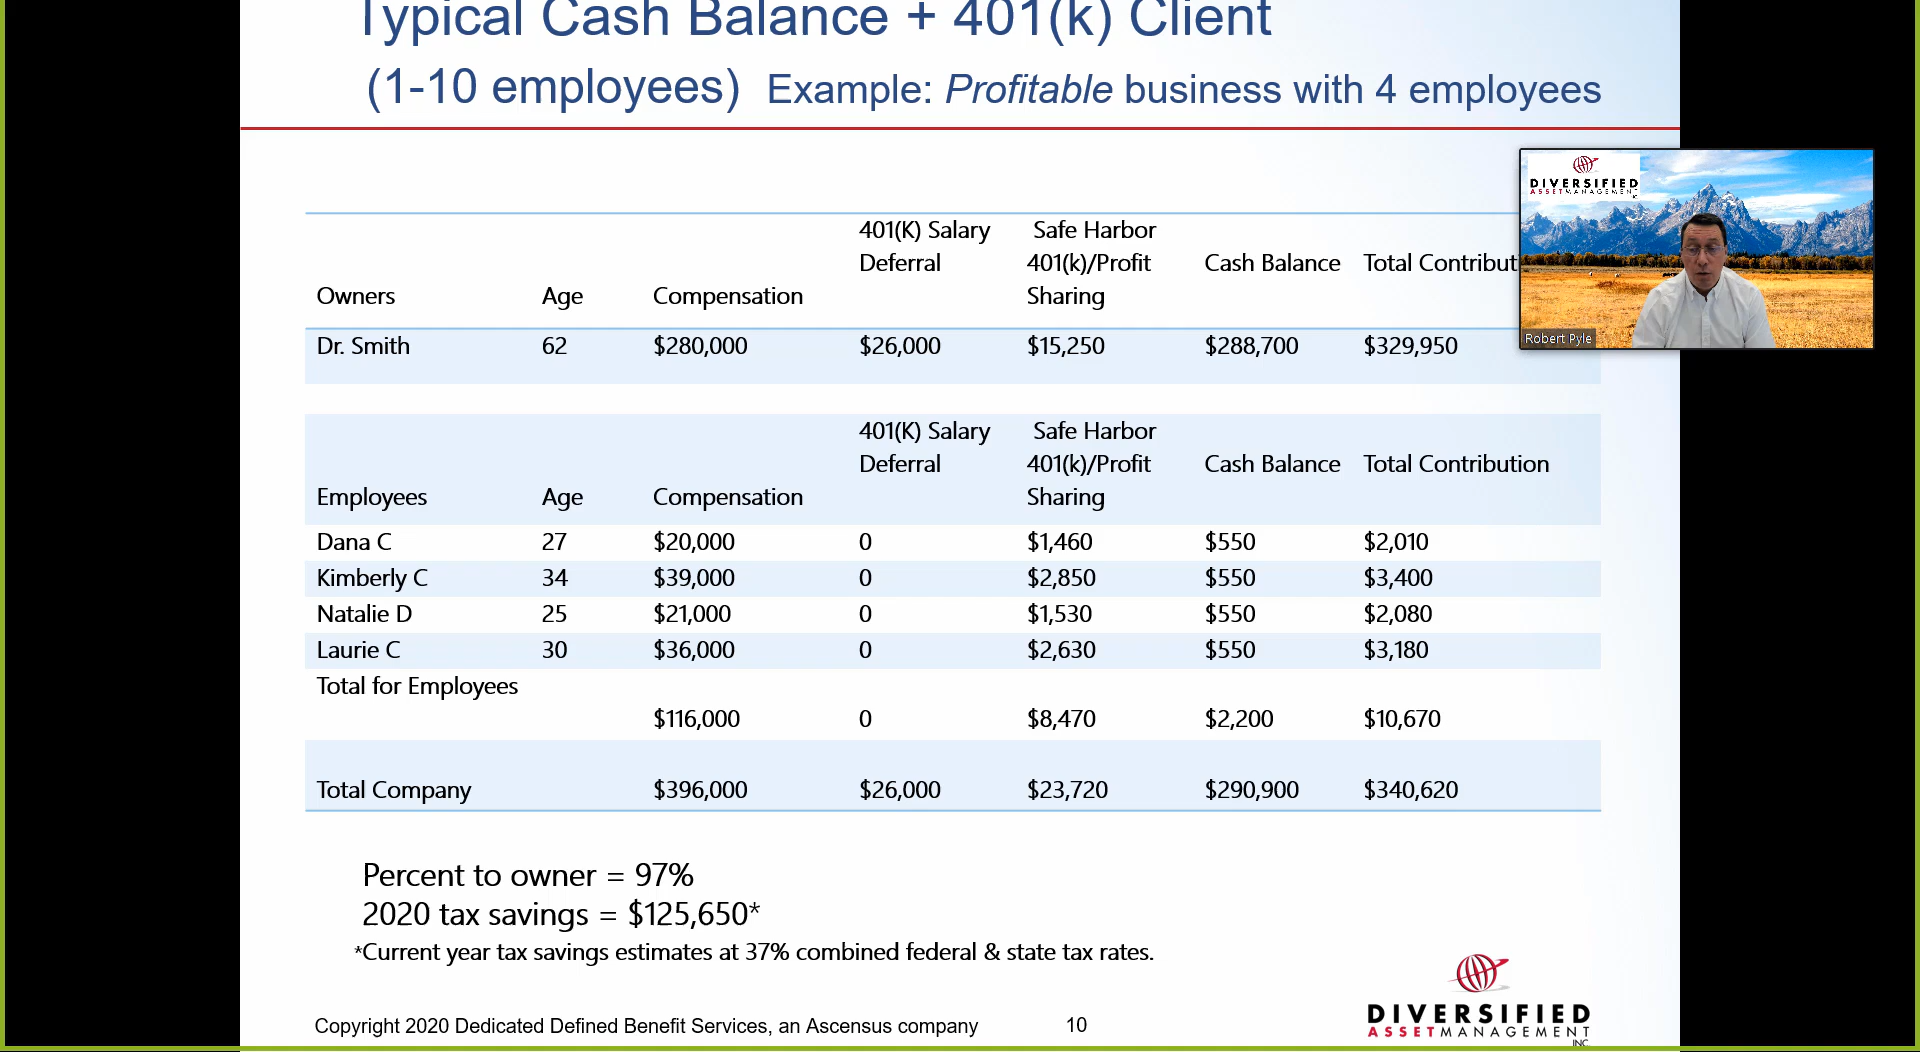 Typical Cash Balance + 401(k) Client
(1-10 employees) Example: Profitable business with 4 employees
DIVERSIFIED
ASSET MANAGEMENT
Robert Pyle
401(K) Salary Deferral Safe Harbor 401(k)/Profit Sharing Cash Balance Total Contribut
Owners Age Compensation
Dr. Smith 62 $280,000 $26,000 $15,250 $288,700 $329,950
401(K) Salary Deferral Safe Harbor 401(k)/Profit Sharing Cash Balance Total Contribution
Employees Age Compensation
Dana C 27 $20,000 0 $1,460 $550 $2,010
Kimberly C 34 $39,000 0 $2,850 $550 $3,400
Natalie D 25 $21,000 0 $1,530 $550 $2,080
Laurie C 30 $36,000 0 $2,630 $550 $3,180
Total for Employees
$116,000 0 $8,470 $2,200 $10,670
Total Company $396,000 $26,000 $23,720 $290,900 $340,620
Percent to owner = 97%
2020 tax savings = $125,650*
*Current year tax savings estimates at 37% combined federal & state tax rates.
Copyright 2020 Dedicated Defined Benefit Services, an Ascensus company 10
DIVERSIFIED
ASSET MANAGEMENT
INC.